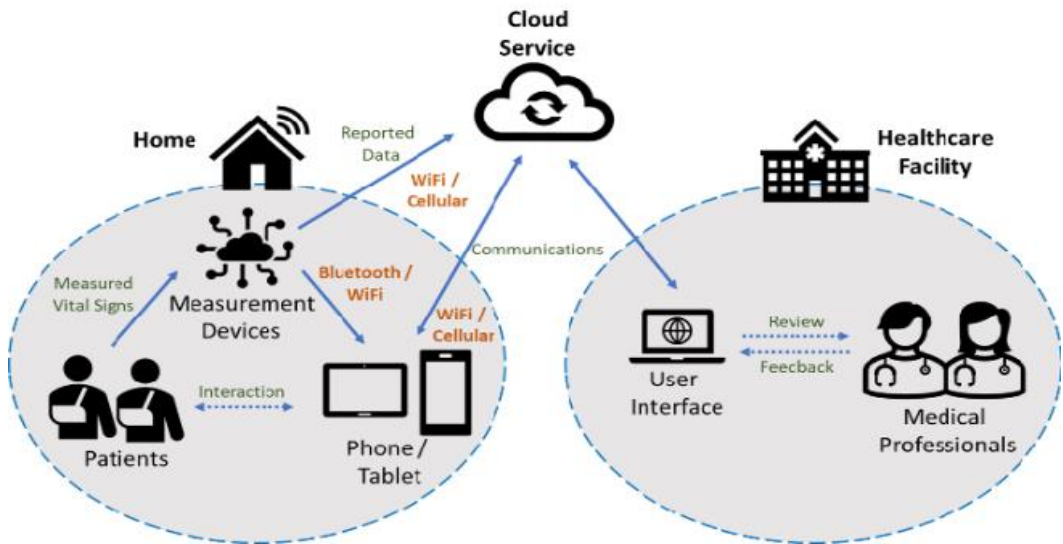 Cloud
Service
Home
Reported
Data
WiFi /
Cellular
Healthcare
Facility
Measured
Vital Signs
Measurement
Devices
Bluetooth /
WiFi
Communications
WiFi /
Cellular
Interaction
Patients
Phone /
Tablet
User
Interface
Review
Feecback
Medical
Professionals